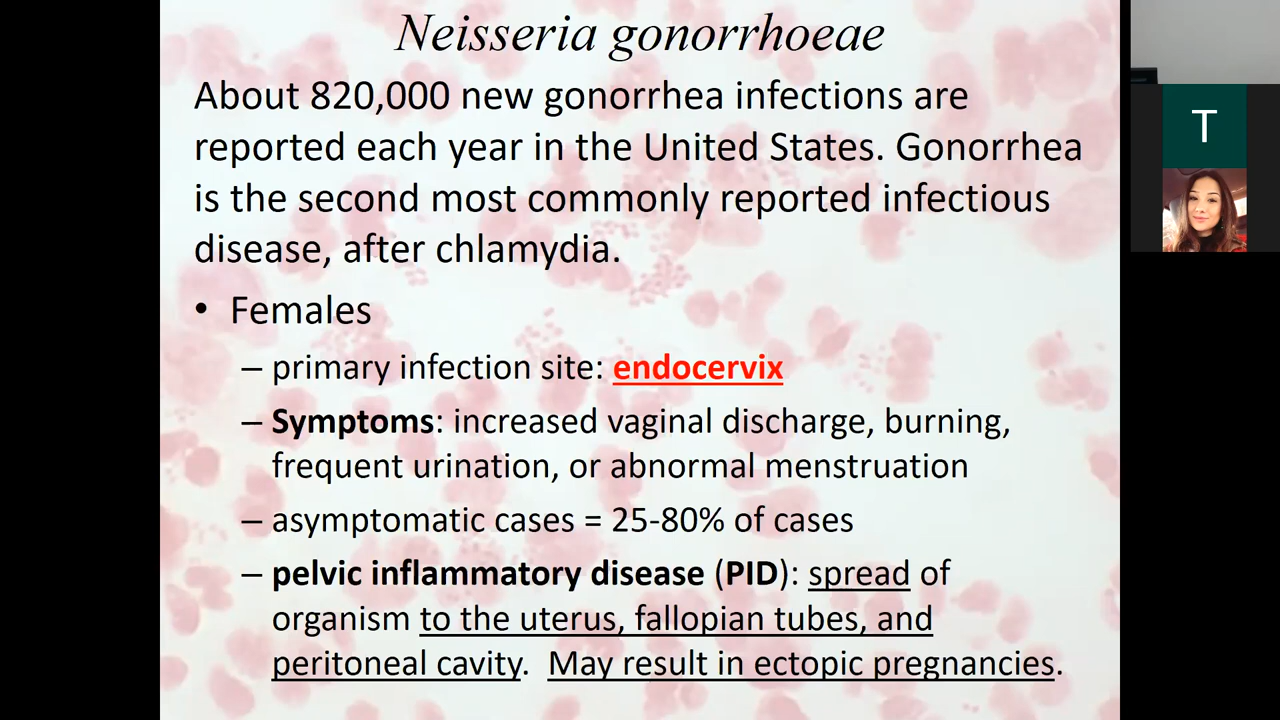 Neisseria gonorrhoeae
About 820,000 new gonorrhea infections are
reported each year in the United States. Gonorrhea
is the second most commonly reported infectious
disease, after chlamydia.
• Females
– primary infection site: endocervix
– Symptoms: increased vaginal discharge, burning,
frequent urination, or abnormal menstruation
– asymptomatic cases = 25-80% of cases
– pelvic inflammatory disease (PID): spread of
organism to the uterus, fallopian tubes, and
peritoneal cavity. May result in ectopic pregnancies.
T